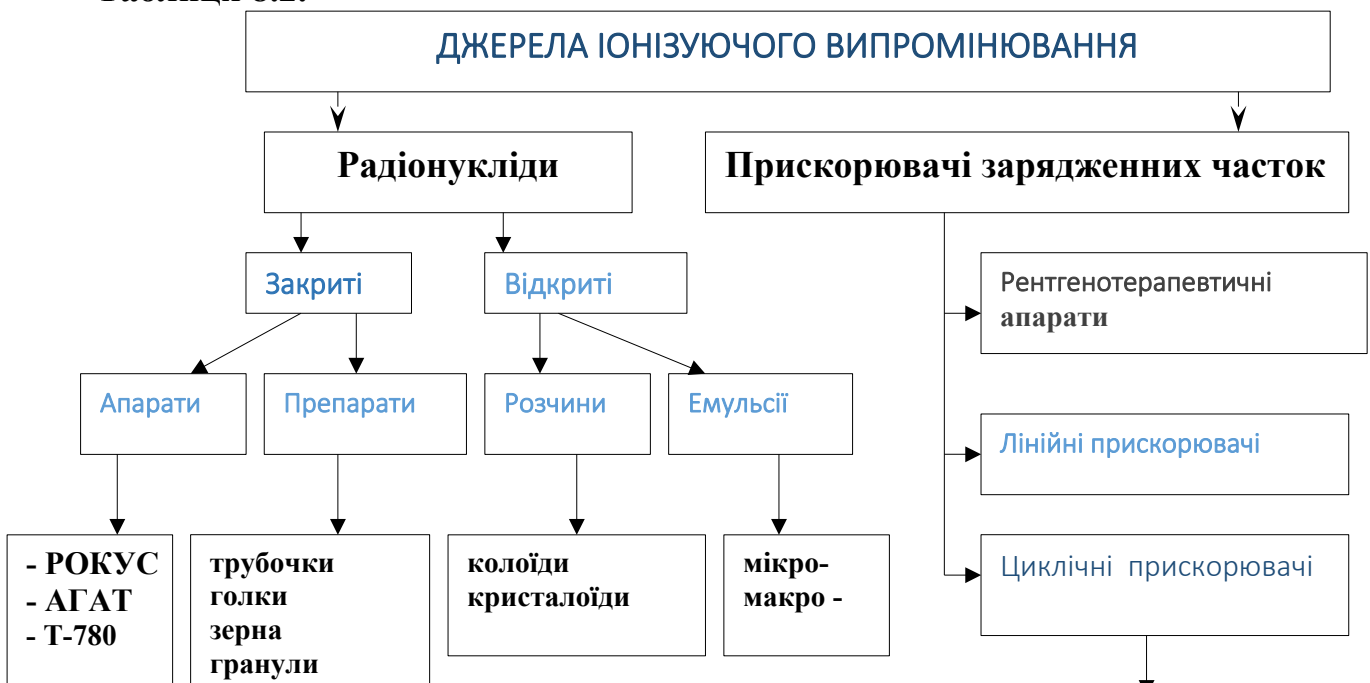 ДЖЕРЕЛА ІОНІЗУЮЧОГО ВИПРОМІНЮВАННЯ
Радіонукліди
Прискорювачі зарядженних часток
Закриті
Відкриті
Рентгенотерапевтичні
апарати
Апарати
Препарати
Розчини
Емульсії
Лінійні прискорювачі
Циклічні прискорювачі
- РОКУС
- АГАТ
- Т-780
трубочки
голки
зерна
гранули
колоїди
кристалоїди
мікро-
макро -